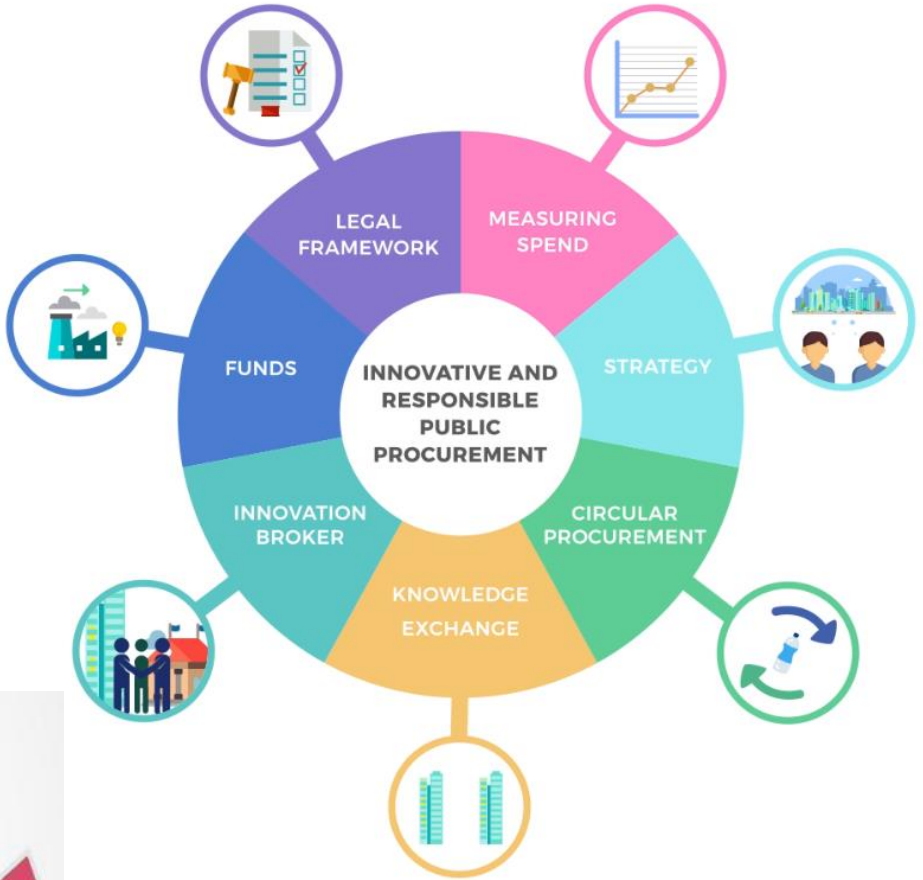 LEGAL
FRAMEWORK
MEASURING
SPEND
FUNDS
STRATEGY
INNOVATIVE AND
RESPONSIBLE
PUBLIC
PROCUREMENT
INNOVATION
BROKER
CIRCULAR
PROCUREMENT
KNOWLEDGE
EXCHANGE